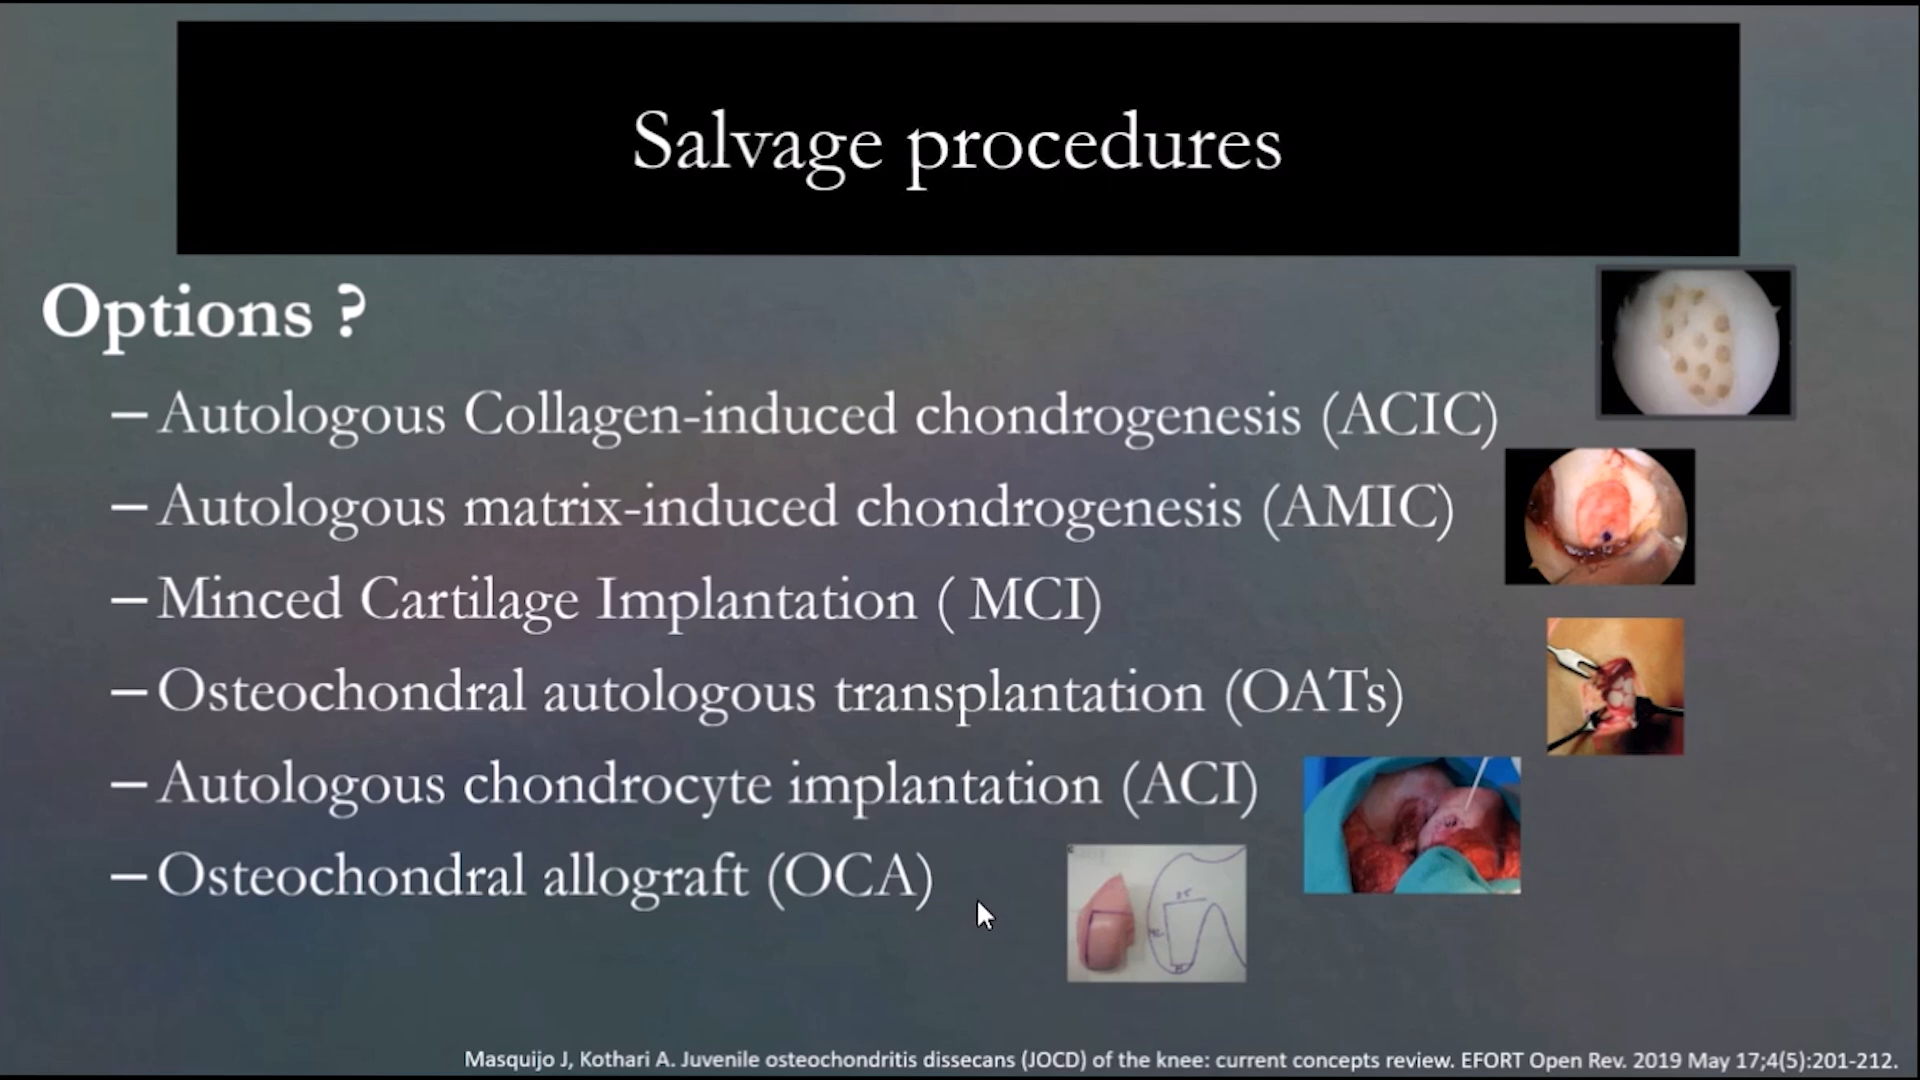 Salvage procedures
Options ?
– Autologous Collagen-induced chondrogenesis (ACIC)
– Autologous matrix-induced chondrogenesis (AMIC)
– Minced Cartilage Implantation ( MCI)
– Osteochondral autologous transplantation (OATs)
– Autologous chondrocyte implantation (ACI)
– Osteochondral allograft (OCA)
Masquijo J, Kothari A. Juvenile osteochondritis dissecans (JOCD) of the knee: current concepts review. EFORT Open Rev. 2019 May 17;4(5):201-212.